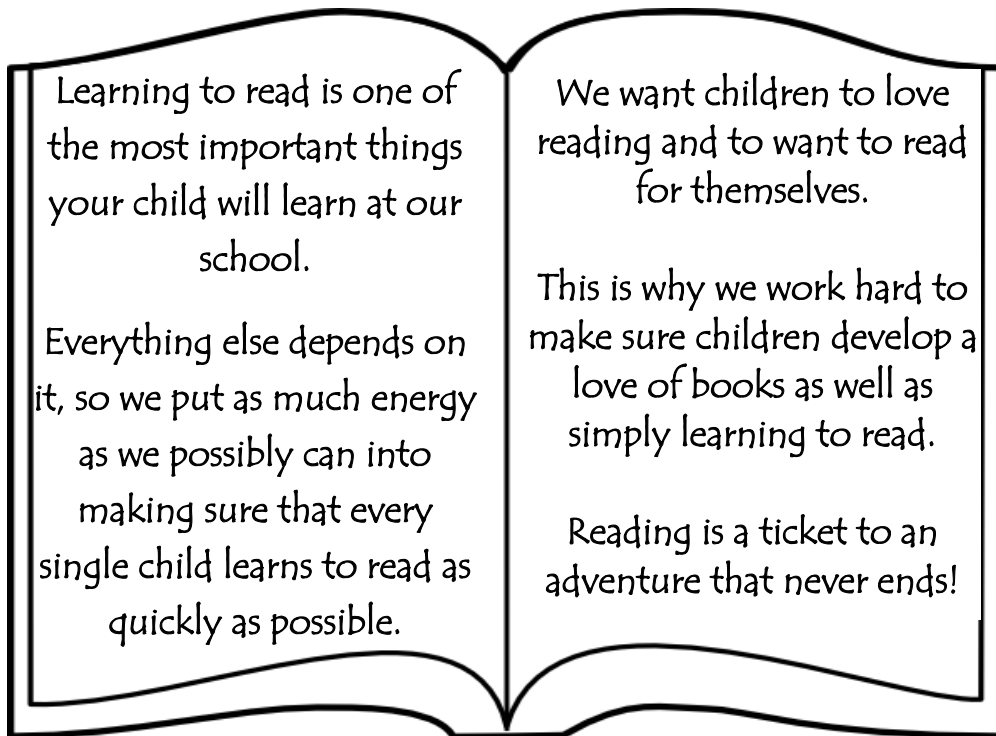 Learning to read is one of
the most important things
your child will learn at our
school.
Everything else depends on
it, so we put as much energy
as we possibly can into
making sure that every
single child learns to read as
quickly as possible.
We want children to love
reading and to want to read
for themselves.
This is why we work hard to
make sure children develop a
love of books as well as
simply learning to read.
Reading is a ticket to an
adventure that never ends!